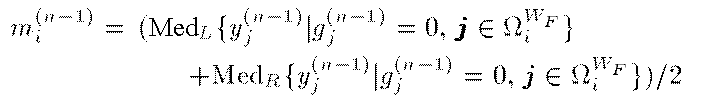 m_i^{(n−1)} = (Med_L{y_j^{(n−1)}|g_j^{(n−1)} = 0, j ∈ Ω_i^{W_F}}
+Med_R{y_j^{(n−1)}|g_j^{(n−1)} = 0, j ∈ Ω_i^{W_F}})/2